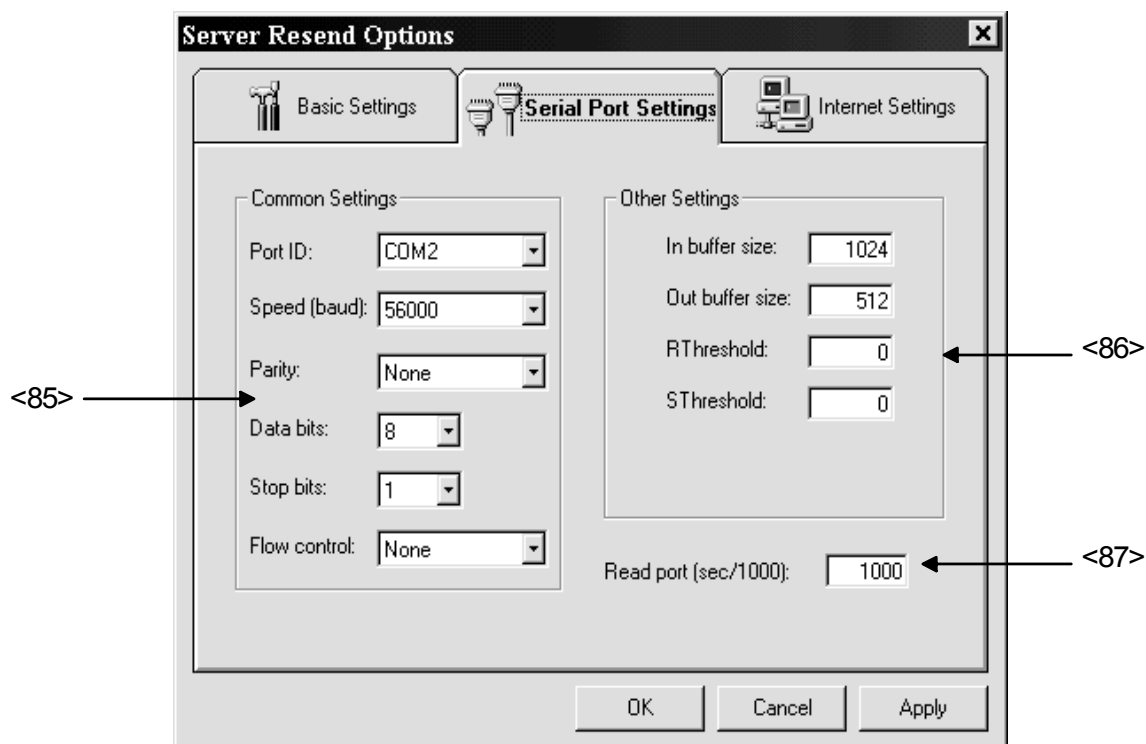 Server Resend Options
Basic Settings
Serial Port Settings
Internet Settings
Common Settings
Port ID: COM2
Speed (baud): 56000
Parity: None
Data bits: 8
Stop bits: 1
Flow control: None
<85>
Other Settings
In buffer size: 1024
Out buffer size: 512
RThreshold: 0
SThreshold: 0
<86>
Read port (sec/1000): 1000
<87>
OK
Cancel
Apply